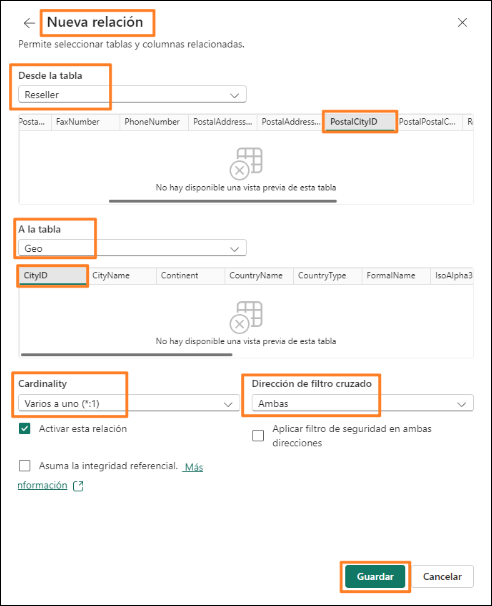 Nueva relación
Permite seleccionar tablas y columnas relacionadas.
Desde la tabla
Reseller
Posta... FaxNumber PhoneNumber PostalAddress... PostalAddress... PostalCityID PostalPostalC...
No hay disponible una vista previa de esta tabla
A la tabla
Geo
CityID CityName Continent CountryName CountryType FormalName IsoAlpha3
No hay disponible una vista previa de esta tabla
Cardinality Dirección de filtro cruzado
Varios a uno (*:1) Ambas
Activar esta relación Aplicar filtro de seguridad en ambas
direcciones
Asuma la integridad referencial. Más
nformación
Guardar Cancelar